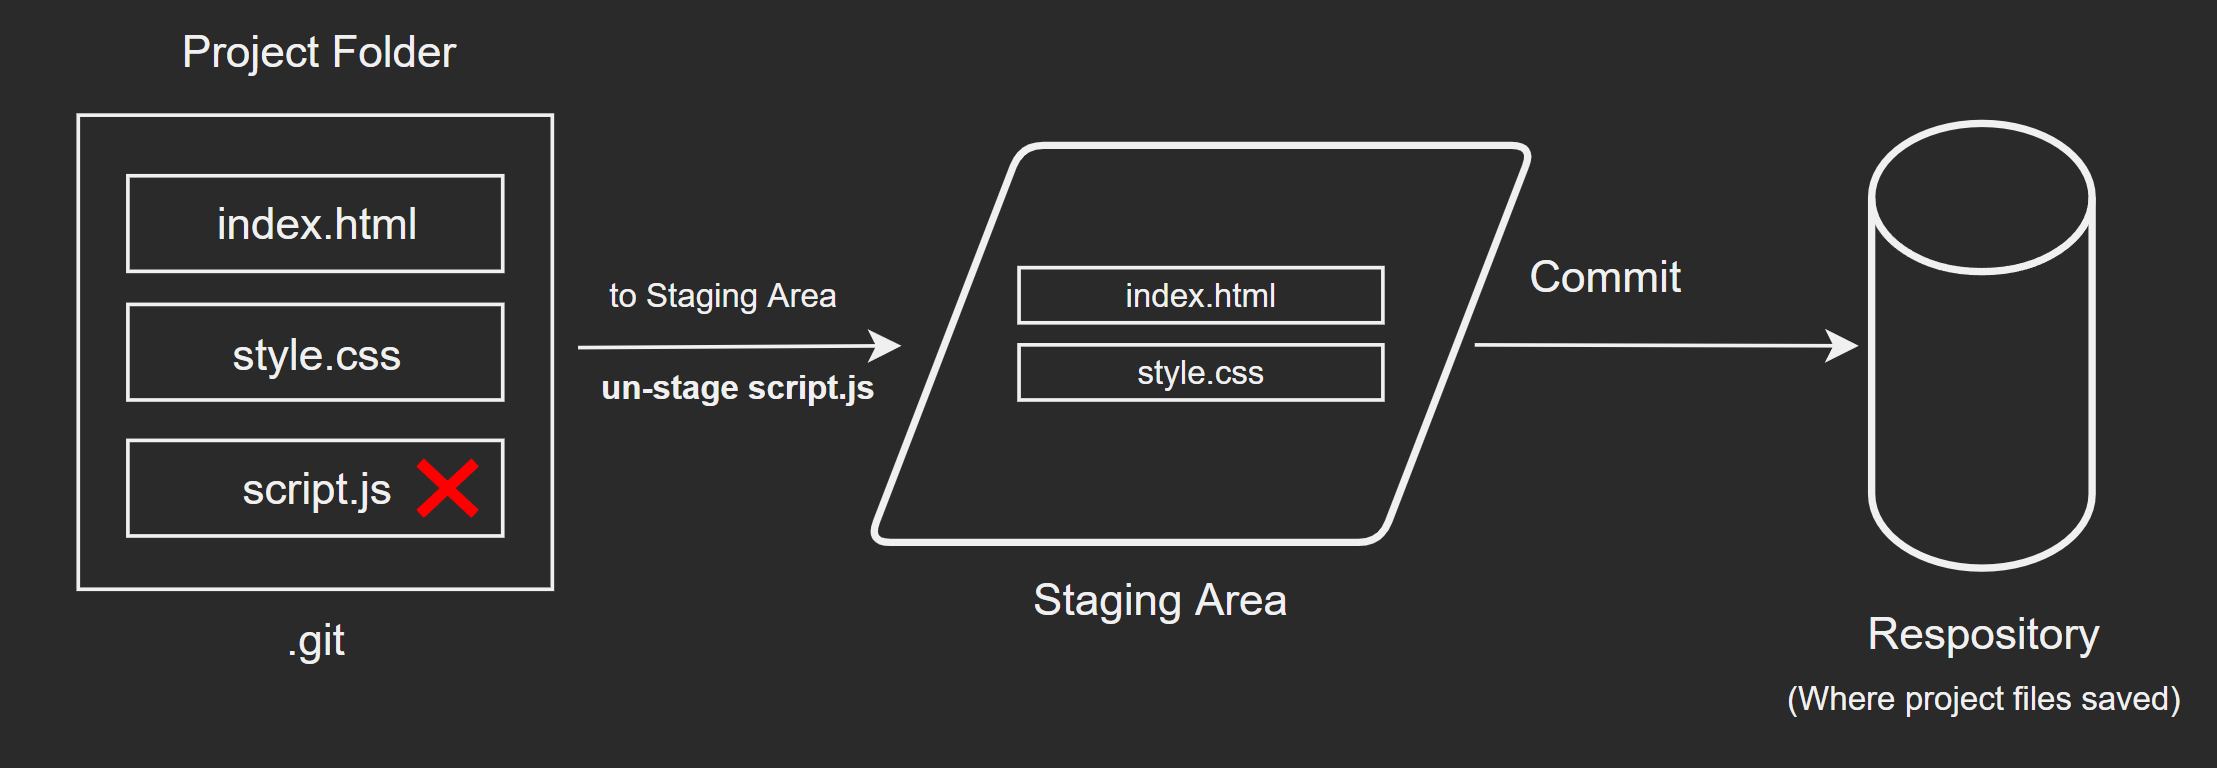 Project Folder
index.html
style.css
script.js
.git
to Staging Area
un-stage script.js
index.html
style.css
Staging Area
Commit
Respository
(Where project files saved)